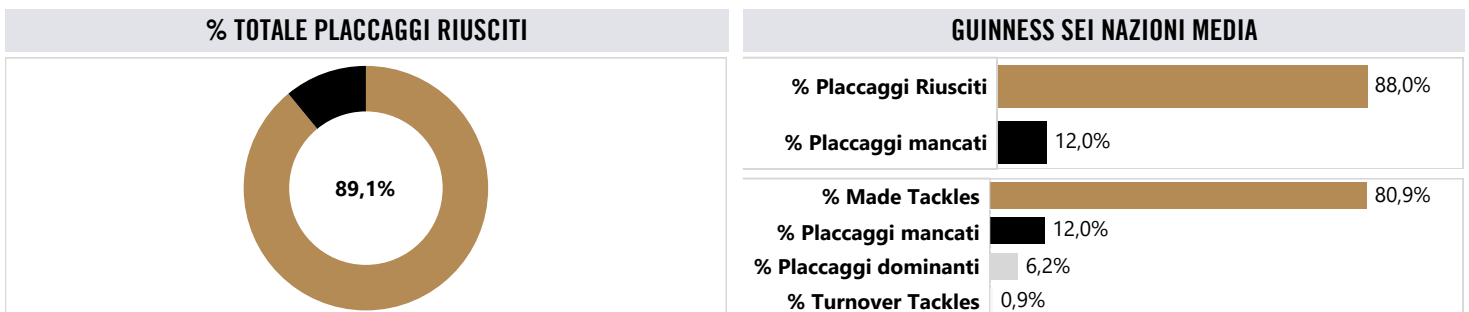 % TOTALE PLACCAGGI RIUSCITI
89,1%
GUINNESS SEI NAZIONI MEDIA
% Placcaggi Riusciti 88,0%
% Placcaggi mancati 12,0%
% Made Tackles 80,9%
% Placcaggi mancati 12,0%
% Placcaggi dominanti 6,2%
% Turnover Tackles 0,9%